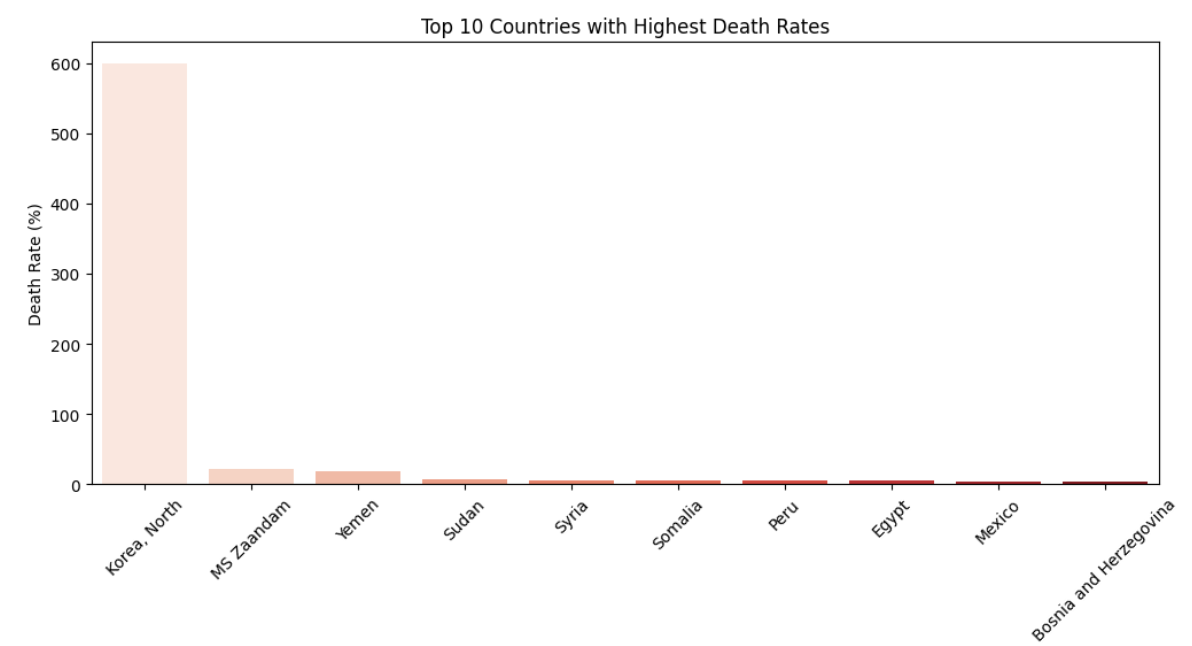 Top 10 Countries with Highest Death Rates
Death Rate (%)
600
500
400
300
200
100
0
Korea, North
MS Zaandam
Yemen
Sudan
Syria
Somalia
Peru
Egypt
Mexico
Bosnia and Herzegovina